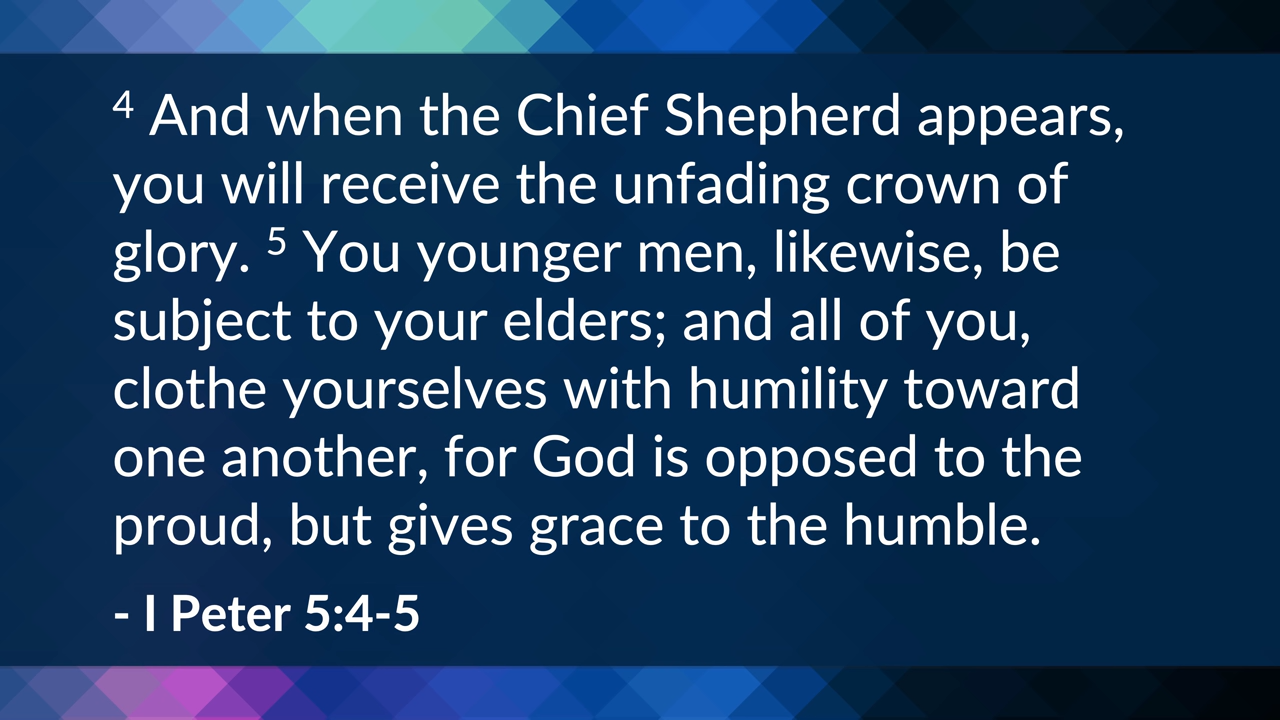 4 And when the Chief Shepherd appears,
you will receive the unfading crown of
glory. 5 You younger men, likewise, be
subject to your elders; and all of you,
clothe yourselves with humility toward
one another, for God is opposed to the
proud, but gives grace to the humble.
- I Peter 5:4-5